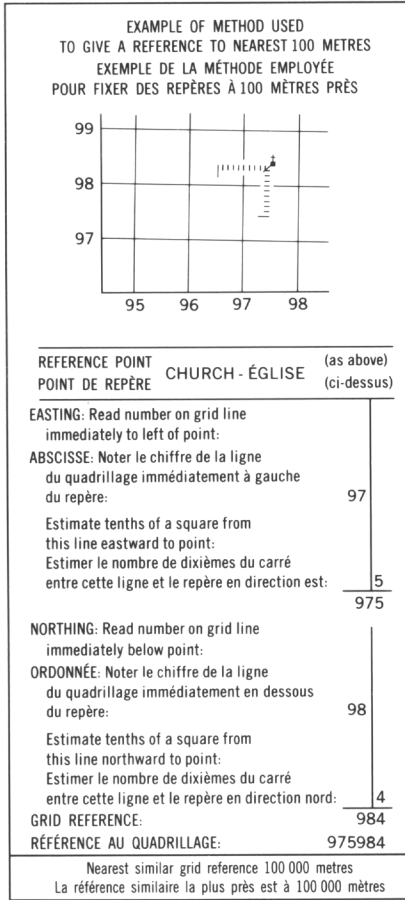 EXAMPLE OF METHOD USED
TO GIVE A REFERENCE TO NEAREST 100 METRES
EXEMPLE DE LA MÉTHODE EMPLOYÉE
POUR FIXER DES REPÈRES À 100 MÈTRES PRÈS
99
98
97
95 96 97 98
REFERENCE POINT CHURCH - ÉGLISE (as above)
POINT DE REPÈRE (ci-dessus)
EASTING: Read number on grid line
immediately to left of point:
ABSCISSE: Noter le chiffre de la ligne
du quadrillage immédiatement à gauche
du repère: 97
Estimate tenths of a square from
this line eastward to point:
Estimer le nombre de dixièmes du carré
entre cette ligne et le repère en direction est: 5
975
NORTHING: Read number on grid line
immediately below point:
ORDONNÉE: Noter le chiffre de la ligne
du quadrillage immédiatement en dessous
du repère: 98
Estimate tenths of a square from
this line northward to point:
Estimer le nombre de dixièmes du carré
entre cette ligne et le repère en direction nord: 4
GRID REFERENCE: 984
RÉFÉRENCE AU QUADRILLAGE: 975984
Nearest similar grid reference 100 000 metres
La référence similaire la plus près est à 100 000 mètres